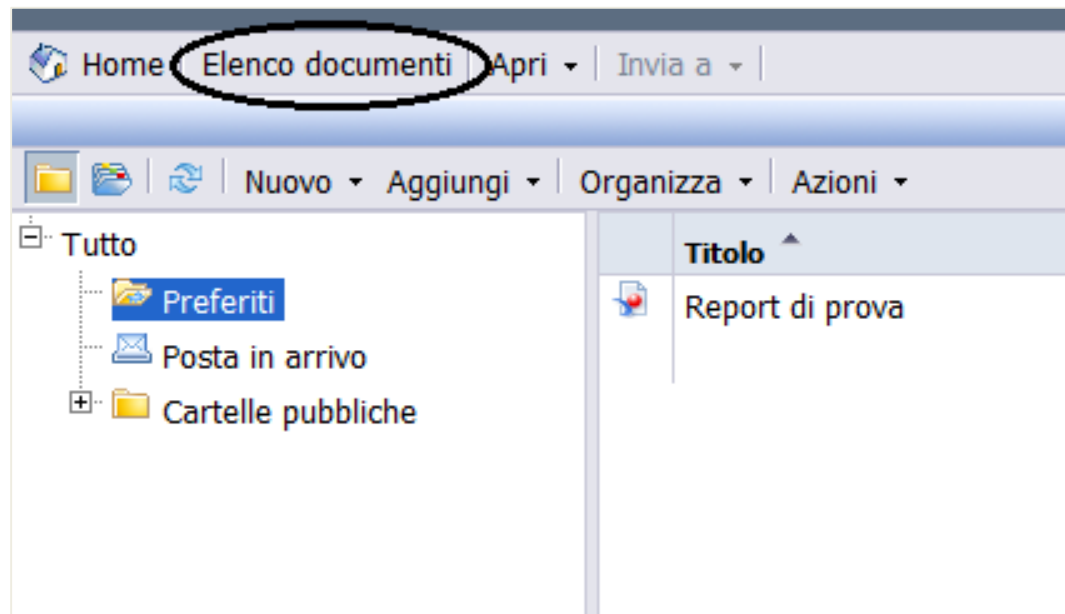 Home Elenco documenti Apri Invia a
Nuovo Aggiungi Organizza Azioni
Tutto
Preferiti
Posta in arrivo
Cartelle pubbliche
Titolo
Report di prova